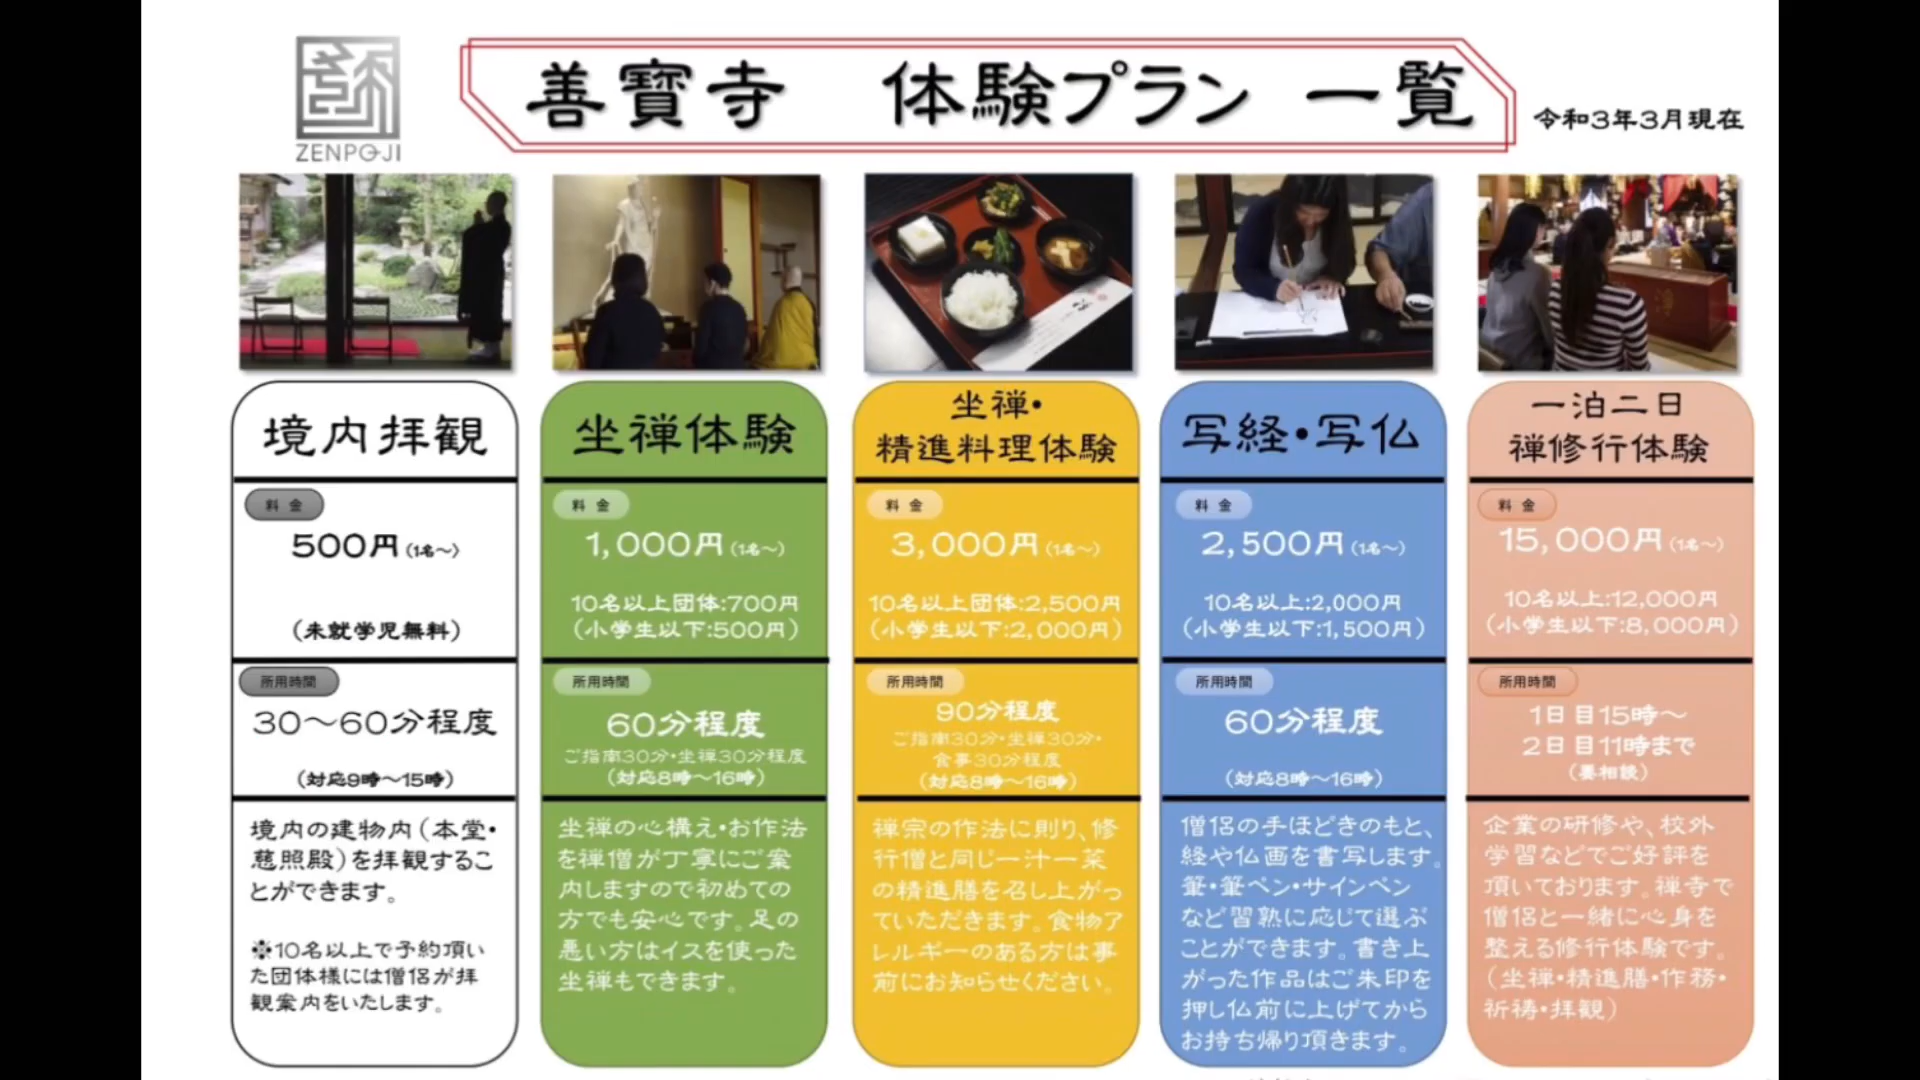 ZENPOJI
善寳寺 体験プラン 一覧
令和3年3月現在
境内拝観
料 金
500円(1名～)
(未就学児無料)
所用時間
30～60分程度
(対応9時～15時)
境内の建物内(本堂・
慈照殿)を拝観するこ
とができます。
※10名以上で予約頂い
た団体様には僧侶が拝
観案内をいたします。
坐禅体験
料 金
1,000円(1名～)
10名以上団体:700円
(小学生以下:500円)
所用時間
60分程度
ご指南30分・坐禅30分程度
(対応8時～16時)
坐禅の心構え・お作法
を禅僧が丁寧にご案
内しますので初めての
方でも安心です。足の
悪い方はイスを使った
坐禅もできます。
坐禅・
精進料理体験
料 金
3,000円(1名～)
10名以上団体:2,500円
(小学生以下:2,000円)
所用時間
90分程度
ご指南30分・坐禅30分・
食事30分程度
(対応8時～16時)
禅宗の作法に則り、修
行僧と同じ一汁一菜
の精進膳を召し上がっ
ていただきます。食物ア
レルギーのある方は事
前にお知らせください。
写経・写仏
料 金
2,500円(1名～)
10名以上:2,000円
(小学生以下:1,500円)
所用時間
60分程度
(対応8時～16時)
僧侶の手ほどきのもと、
経や仏画を書写します。
筆・筆ペン・サインペン
など習熟に応じて選ぶ
ことができます。書き上
がった作品はご朱印を
押し仏前に上げてから
お持ち帰り頂きます。
一泊二日
禅修行体験
料 金
15,000円(1名～)
10名以上:12,000円
(小学生以下:8,000円)
所用時間
1日目15時～
2日目11時まで
(要相談)
企業の研修や、校外
学習などでご好評を
頂いております。禅寺で
僧侶と一緒に心身を
整える修行体験です。
(坐禅・精進膳・作務・
祈祷・拝観)